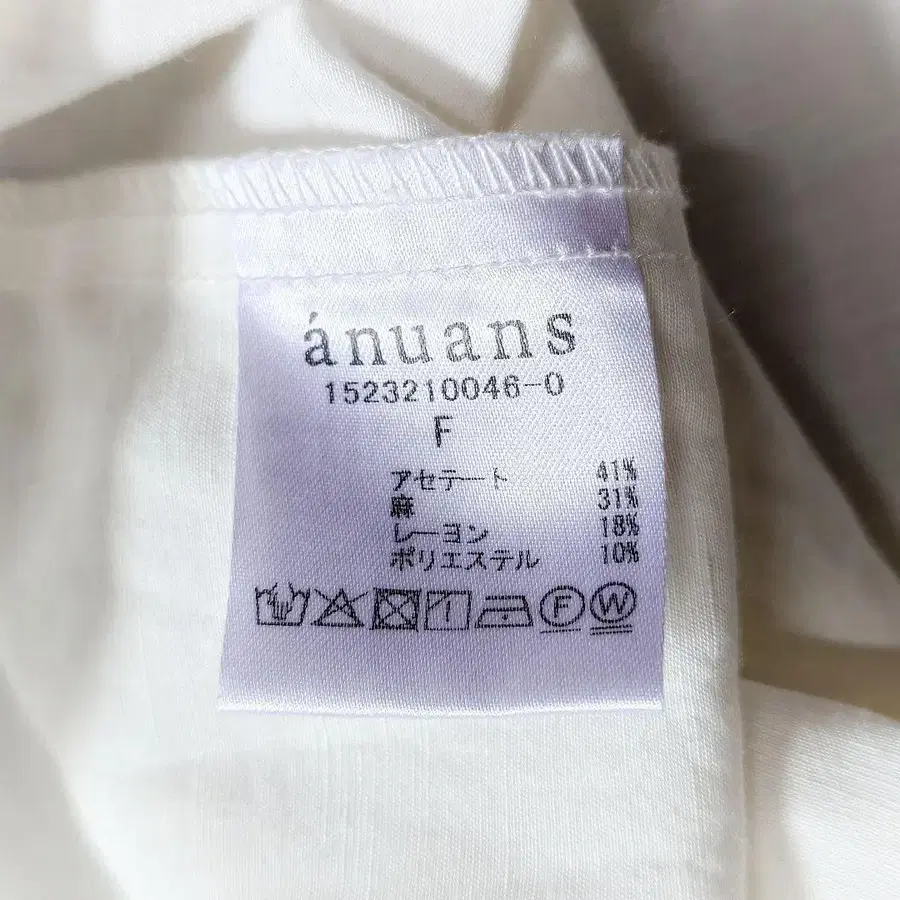 ánuans
1523210046-0
F
アセテート 41%
麻 31%
レーヨン 18%
ポリエステル 10%
F W